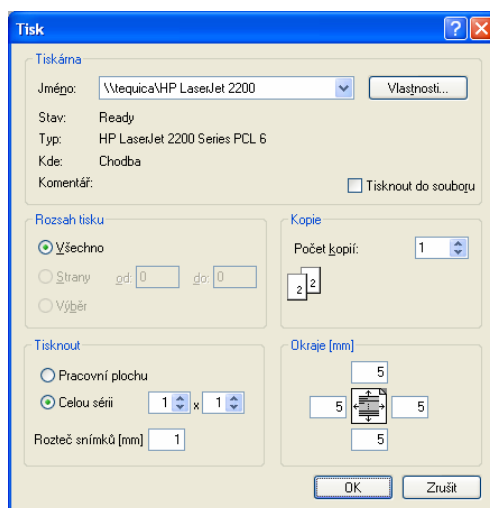 Tisk
Tiskárna
Jméno: \\tequica\HP LaserJet 2200 Vlastnosti...
Stav: Ready
Typ: HP LaserJet 2200 Series PCL 6
Kde: Chodba
Komentář: Tisknout do souboru
Rozsah tisku
Všechno
Strany od: 0 do: 0
Výběr
Kopie
Počet kopií: 1
2 2
Tisknout
Pracovní plochu
Celou sérii 1 x 1
Rozteč snímků [mm] 1
Okraje [mm]
5
5 5
5
OK Zrušit